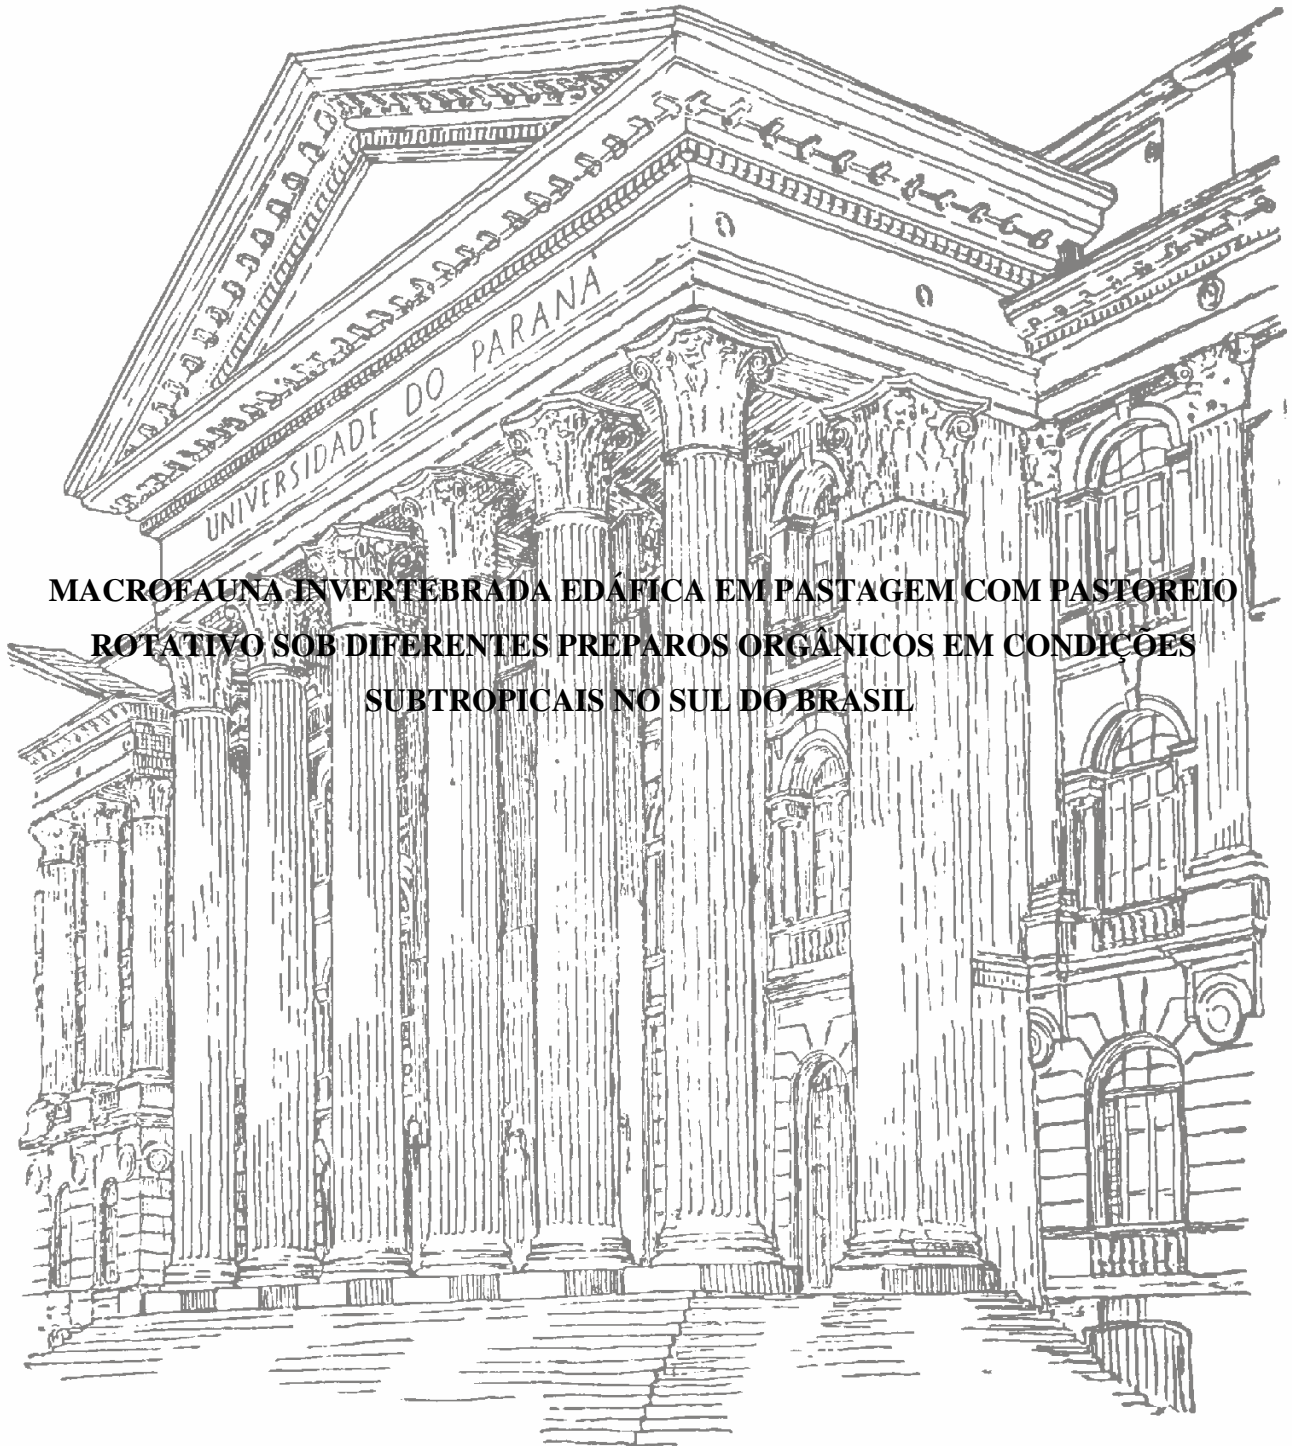 UNIVERSIDADE DO PARANÁ
MACROFAUNA INVERTEBRADA EDÁFICA EM PASTAGEM COM PASTOREIO
ROTATIVO SOB DIFERENTES PREPAROS ORGÂNICOS EM CONDIÇÕES
SUBTROPICAIS NO SUL DO BRASIL